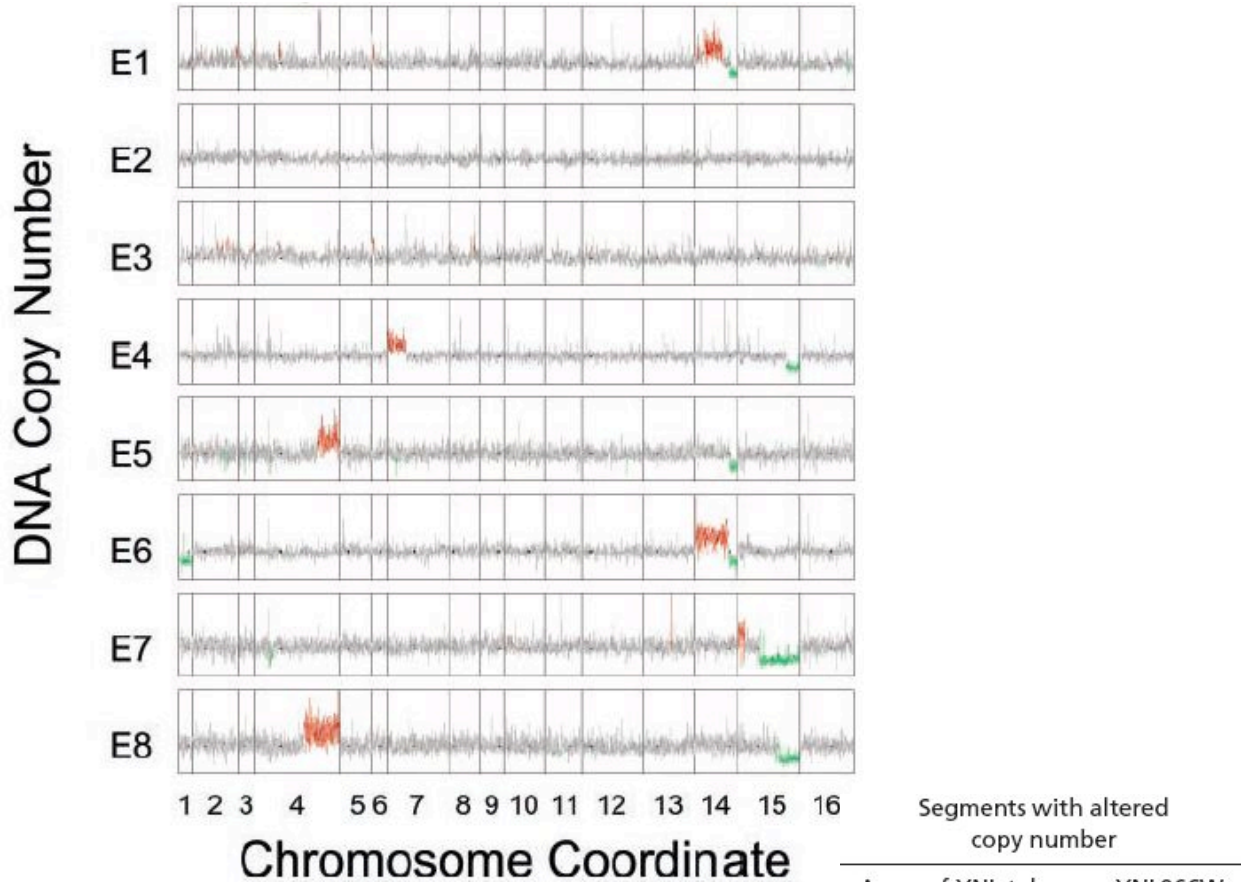 DNA Copy Number
E1
E2
E3
E4
E5
E6
E7
E8
1 2 3 4 5 6 7 8 9 10 11 12 13 14 15 16
Chromosome Coordinate
Segments with altered
copy number